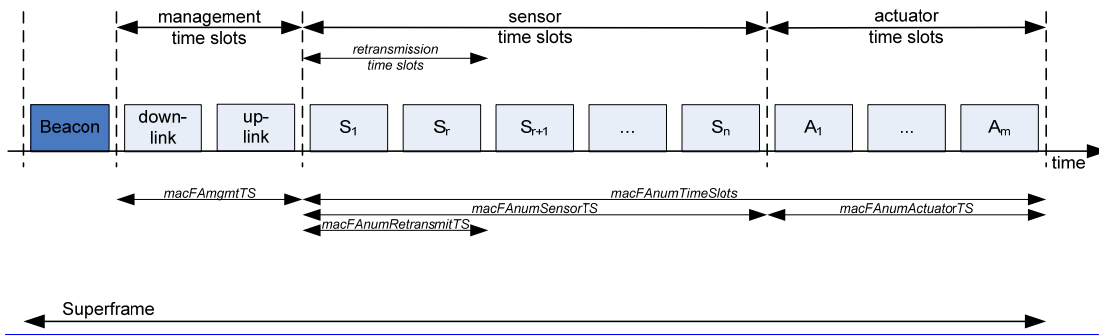 management
time slots
sensor
time slots
actuator
time slots
retransmission
time slots
Beacon
down-
link
up-
link
S1
Sr
Sr+1
...
Sn
A1
...
Am
time
macFAmgmtTS
macFAnumTimeSlots
macFAnumSensorTS
macFAnumActuatorTS
macFAnumRetransmitTS
Superframe